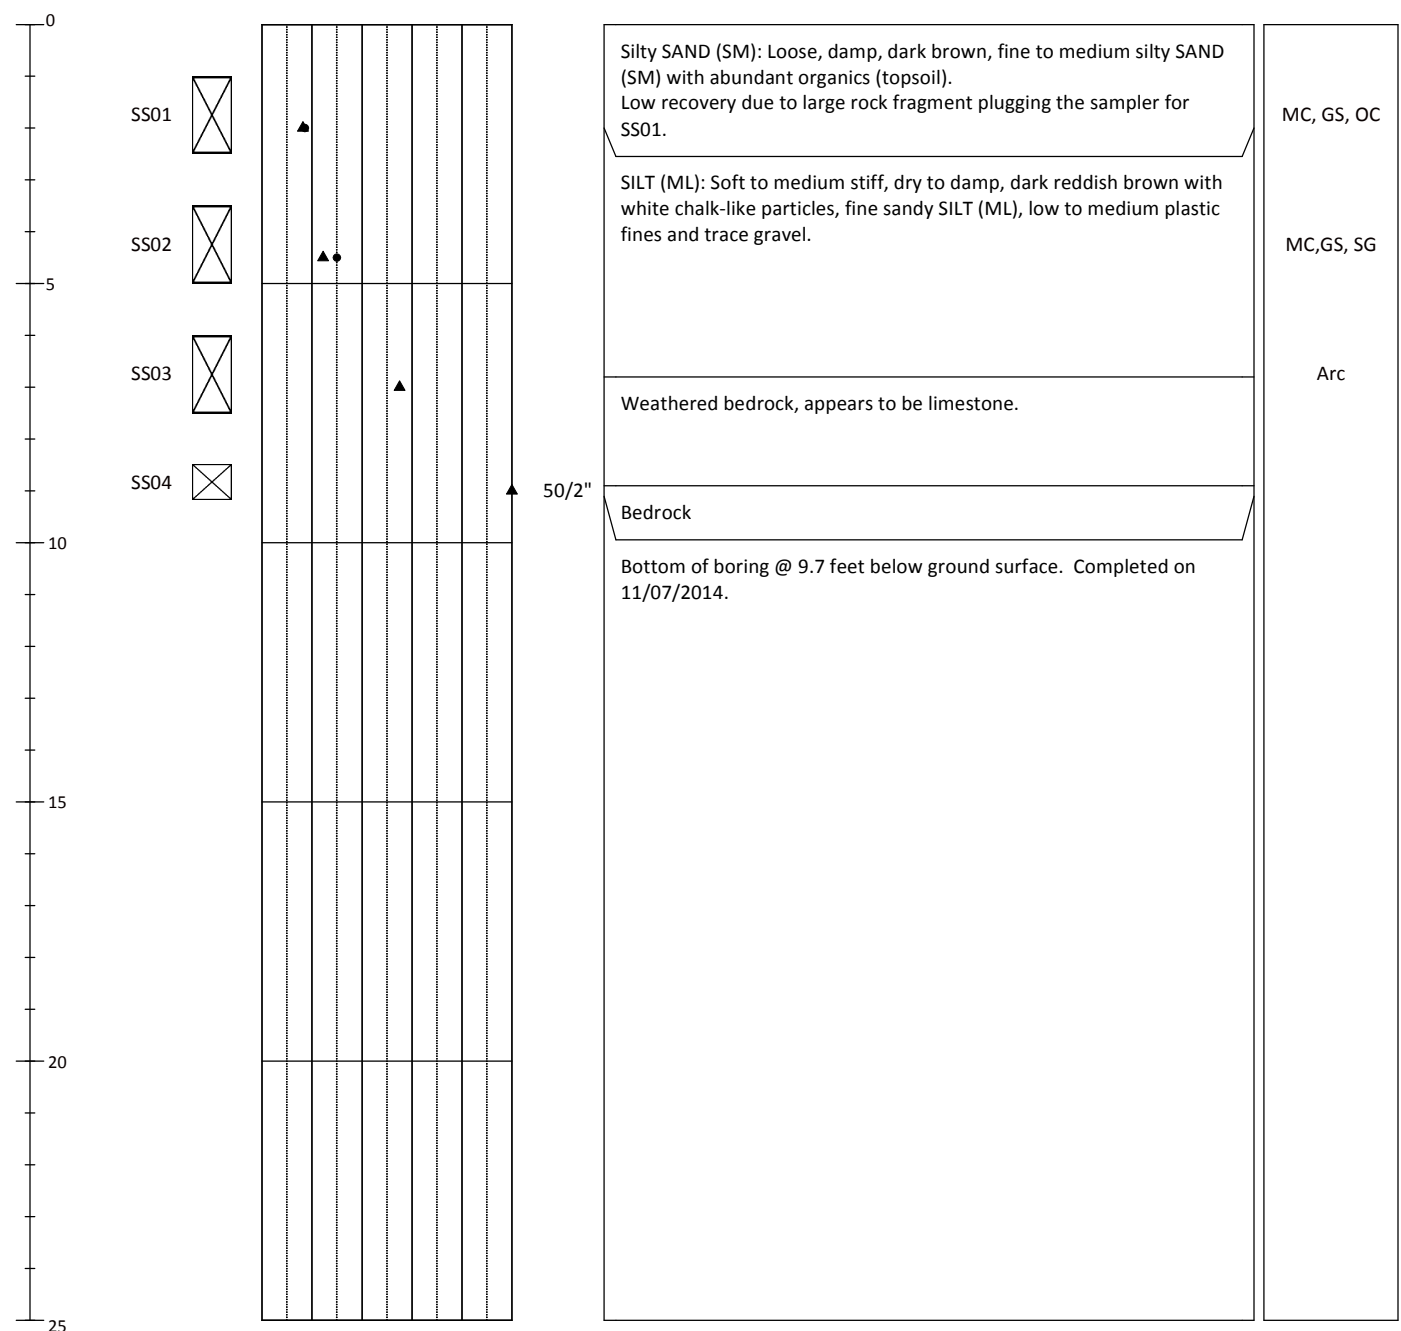 0
Silty SAND (SM): Loose, damp, dark brown, fine to medium silty SAND
(SM) with abundant organics (topsoil).
Low recovery due to large rock fragment plugging the sampler for
SS01.
SS01
MC, GS, OC
SILT (ML): Soft to medium stiff, dry to damp, dark reddish brown with
white chalk-like particles, fine sandy SILT (ML), low to medium plastic
fines and trace gravel.
SS02
MC,GS, SG
5
SS03
Arc
Weathered bedrock, appears to be limestone.
SS04
50/2"
Bedrock
10
Bottom of boring @ 9.7 feet below ground surface. Completed on
11/07/2014.
15
20
25